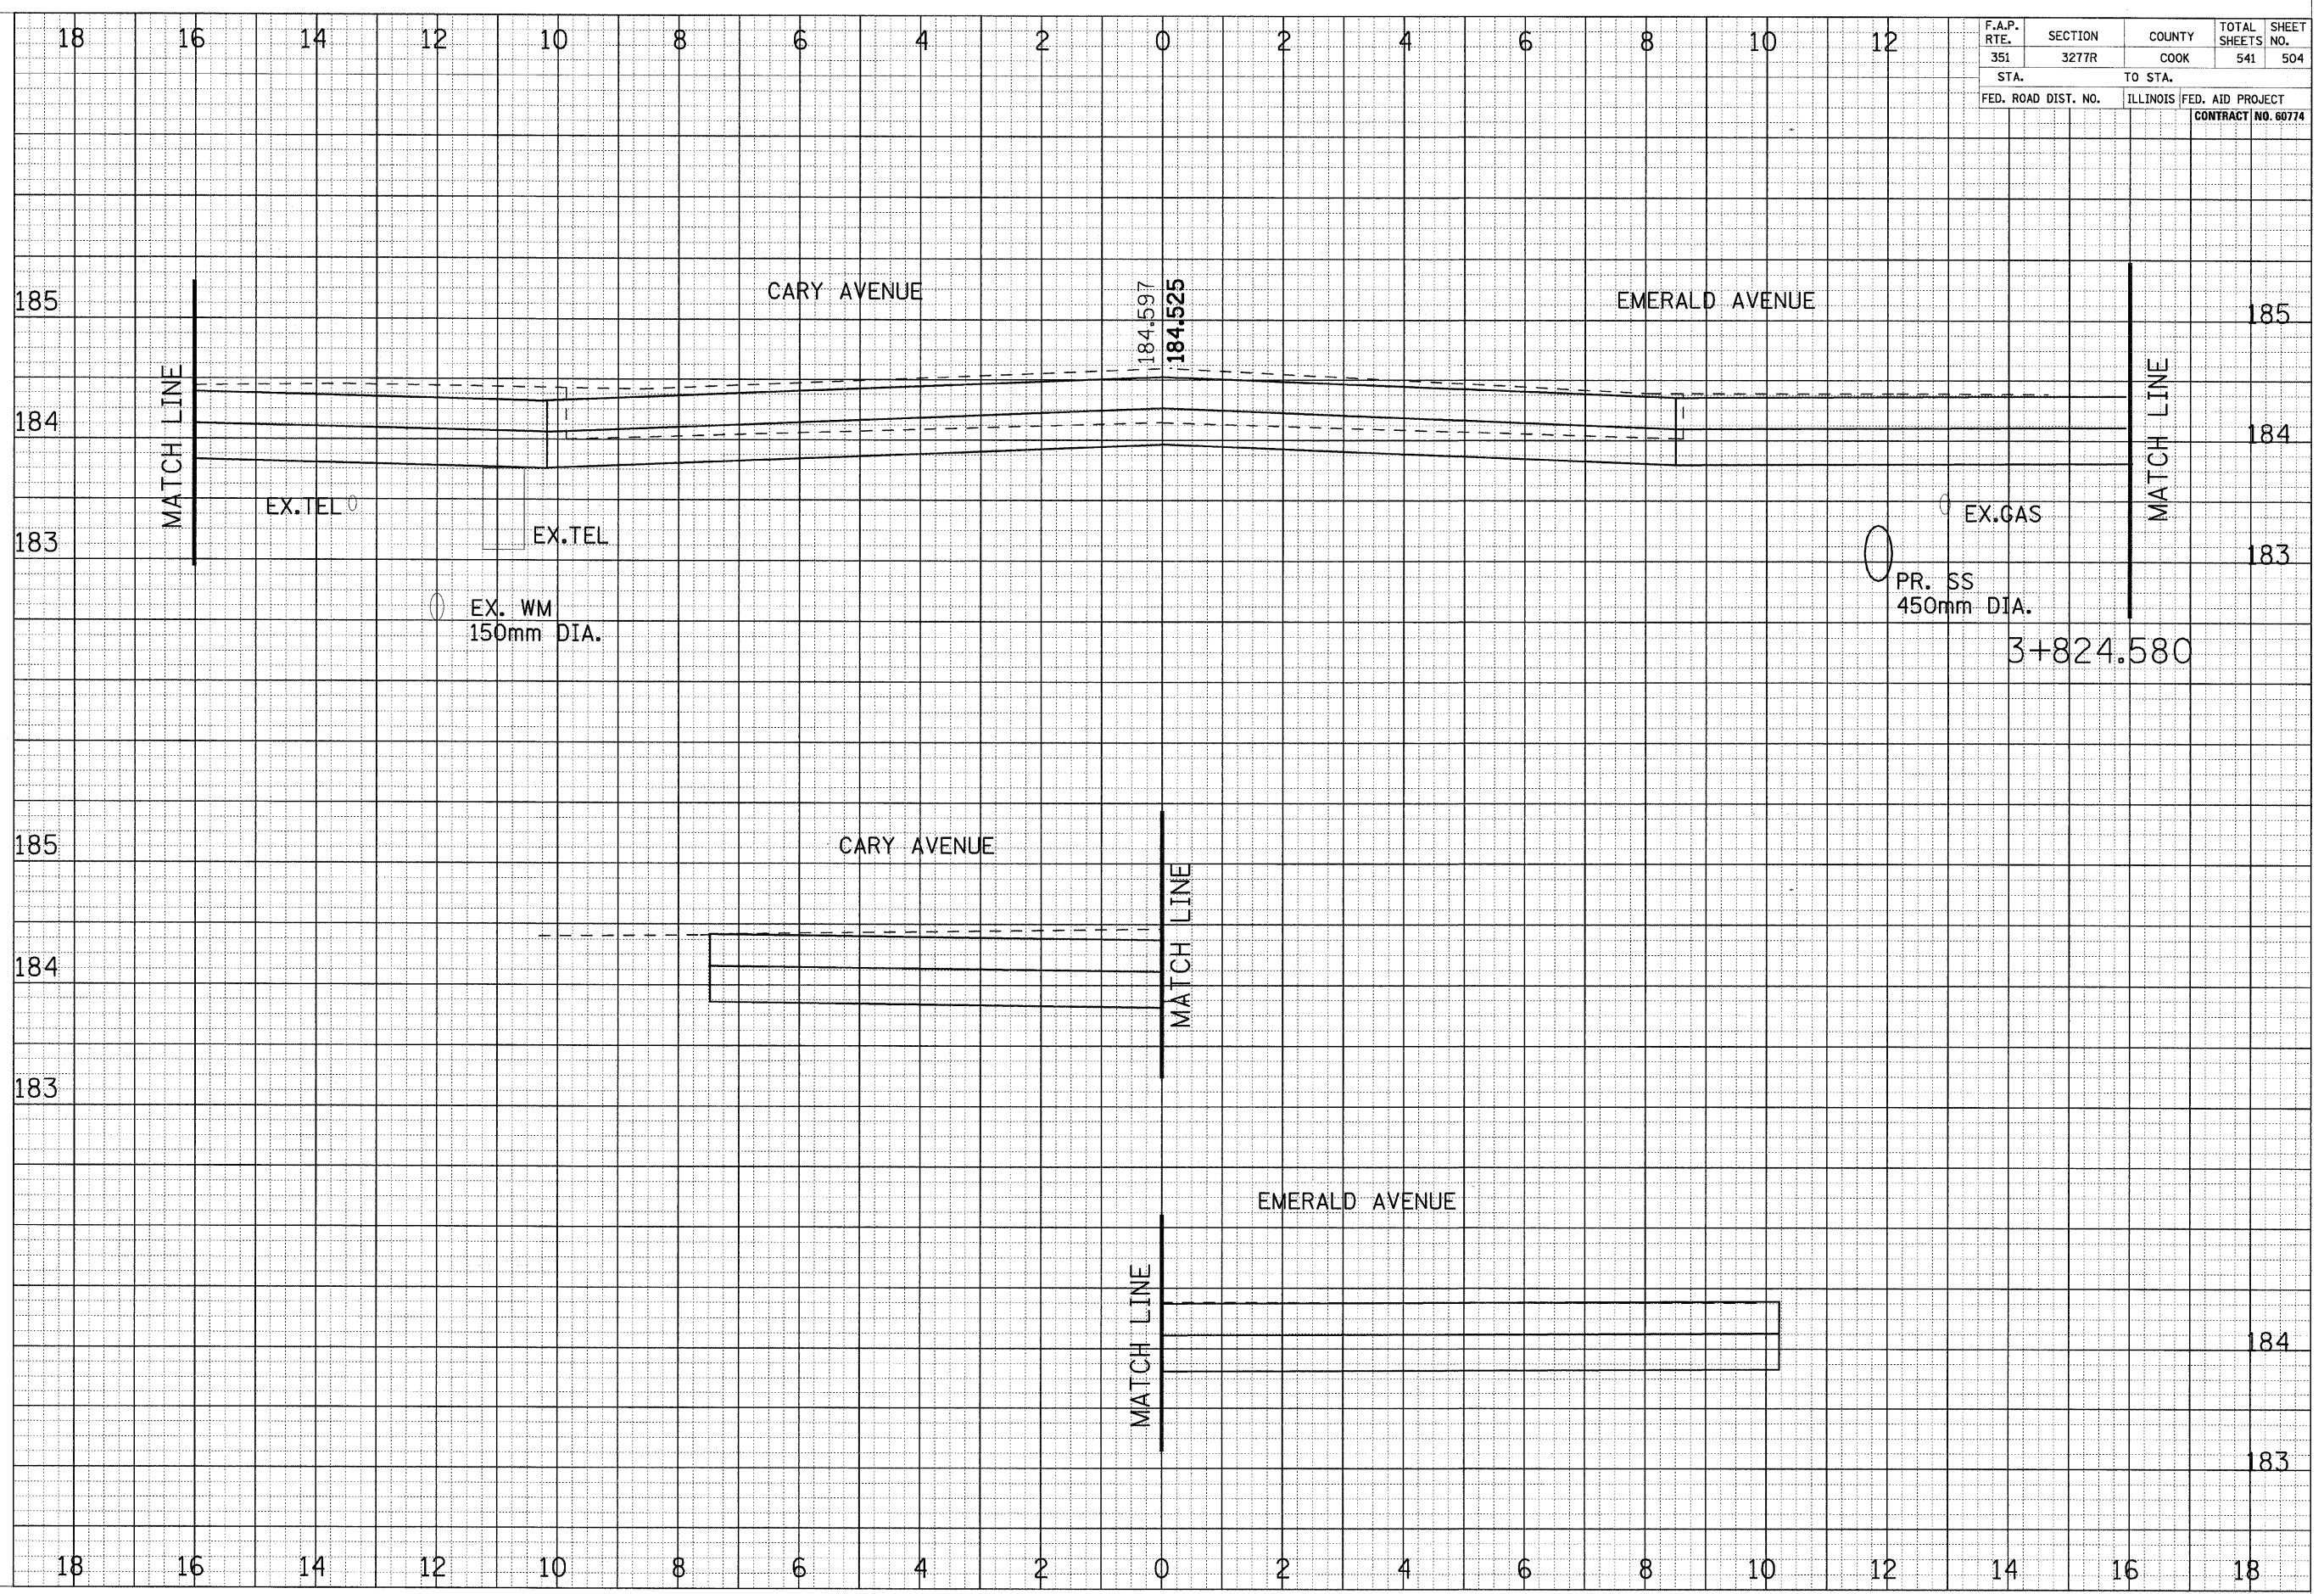 18 16 14 12 10 8 6 4 2 0 2 4 6 8 10 12
F.A.P. RTE. SECTION COUNTY TOTAL SHEETS SHEET NO.
351 3277R COOK 541 504
STA. TO STA.
FED. ROAD DIST. NO. ILLINOIS FED. AID PROJECT
CONTRACT NO. 60774
CARY AVENUE
184.597
184.525
EMERALD AVENUE
185
185
MATCH LINE
MATCH LINE
184
184
EX.TEL
EX.TEL
EX.GAS
183
183
EX. WM
150mm DIA.
PR. SS
450mm DIA.
3+824.580
CARY AVENUE
185
MATCH LINE
184
183
EMERALD AVENUE
MATCH LINE
184
183
18 16 14 12 10 8 6 4 2 0 2 4 6 8 10 12 14 16 18